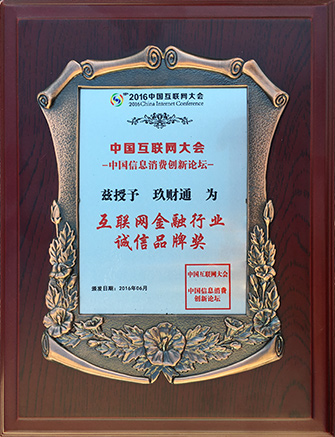 2016中国互联网大会
2016 China Internet Conference
中国互联网大会
-中国信息消费创新论坛-
兹授予 玖财通 为
互联网金融行业
诚信品牌奖
颁发日期：2016年06月
中国互联网大会
中国信息消费
创新论坛